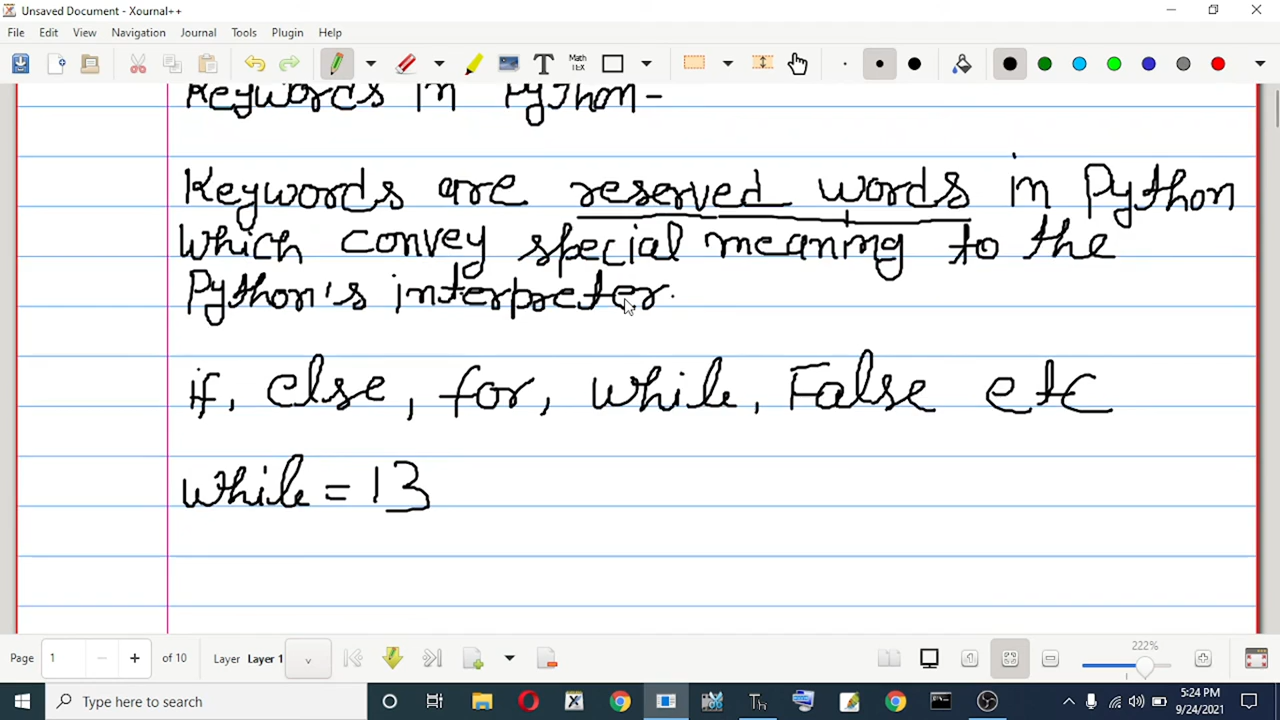 Unsaved Document - Xournal++
File Edit View Navigation Journal Tools Plugin Help
Keywords in Python-
Keywords are reserved words in Python
which convey special meaning to the
Python's interpreter.
if, else, for, while, False etc
while = 13
Page 1 of 10 Layer Layer 1 222%
Type here to search
5:24 PM
9/24/2021